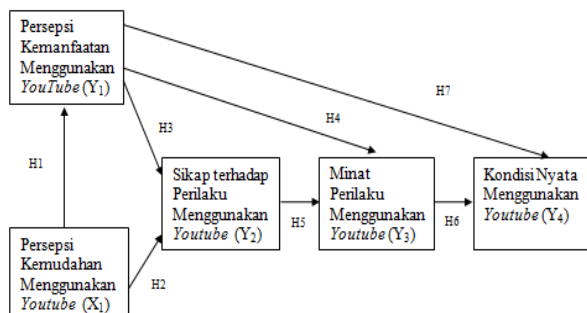 Persepsi
Kemanfaatan
Menggunakan
YouTube (Y₁)
H7
H3
H4
H1
Sikap terhadap
Perilaku
Menggunakan
Youtube (Y₂)
H5
Minat
Perilaku
Menggunakan
Youtube (Y₃)
H6
Kondisi Nyata
Menggunakan
Youtube (Y₄)
Persepsi
Kemudahan
Menggunakan
Youtube (X₁)
H2